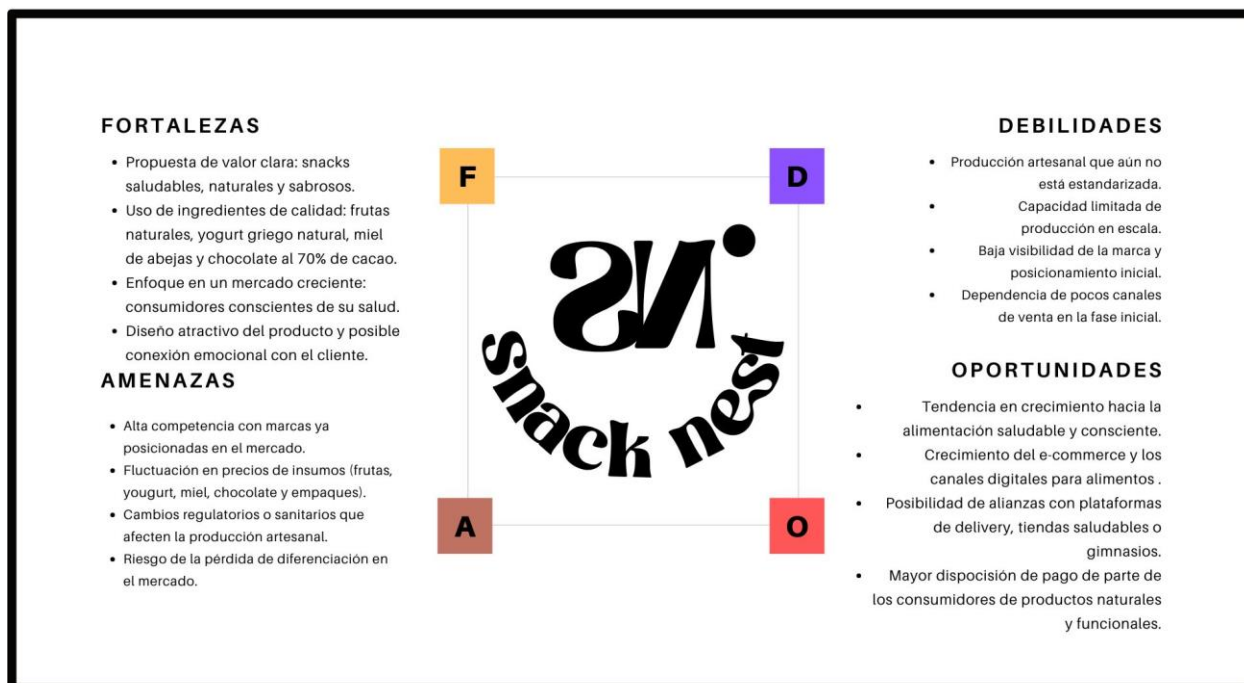 FORTALEZAS
• Propuesta de valor clara: snacks
saludables, naturales y sabrosos.
• Uso de ingredientes de calidad: frutas
naturales, yogurt griego natural, miel
de abejas y chocolate al 70% de cacao.
• Enfoque en un mercado creciente:
consumidores conscientes de su salud.
• Diseño atractivo del producto y posible
conexión emocional con el cliente.
AMENAZAS
• Alta competencia con marcas ya
posicionadas en el mercado.
• Fluctuación en precios de insumos (frutas,
yougurt, miel, chocolate y empaques).
• Cambios regulatorios o sanitarios que
afecten la producción artesanal.
• Riesgo de la pérdida de diferenciación en
el mercado.
F
D
SN
snack nest
A
O
DEBILIDADES
• Producción artesanal que aún no
está estandarizada.
• Capacidad limitada de
producción en escala.
• Baja visibilidad de la marca y
posicionamiento inicial.
• Dependencia de pocos canales
de venta en la fase inicial.
OPORTUNIDADES
• Tendencia en crecimiento hacia la
alimentación saludable y consciente.
• Crecimiento del e-commerce y los
canales digitales para alimentos .
• Posibilidad de alianzas con plataformas
de delivery, tiendas saludables o
gimnasios.
• Mayor dispocisión de pago de parte de
los consumidores de productos naturales
y funcionales.